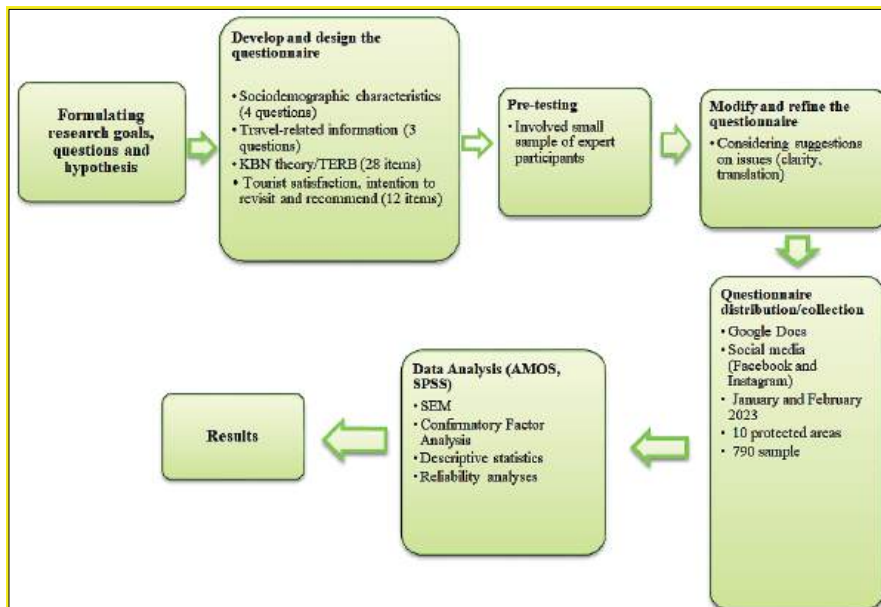 Formulating
research goals,
questions and
hypothesis
Develop and design the
questionnaire
• Sociodemographic characteristics
(4 questions)
• Travel-related information (3
questions)
• KBN theory/TERB (28 items)
• Tourist satisfaction, intention to
revisit and recommend (12 items)
Pre-testing
• Involved small
sample of expert
participants
Modify and refine the
questionnaire
• Considering suggestions
on issues (clarity,
translation)
Questionnaire
distribution/collection
• Google Docs
• Social media
(Facebook and
Instagram)
• January and February
2023
• 10 protected areas
• 790 sample
Data Analysis (AMOS,
SPSS)
• SEM
• Confirmatory Factor
Analysis
• Descriptive statistics
• Reliability analyses
Results